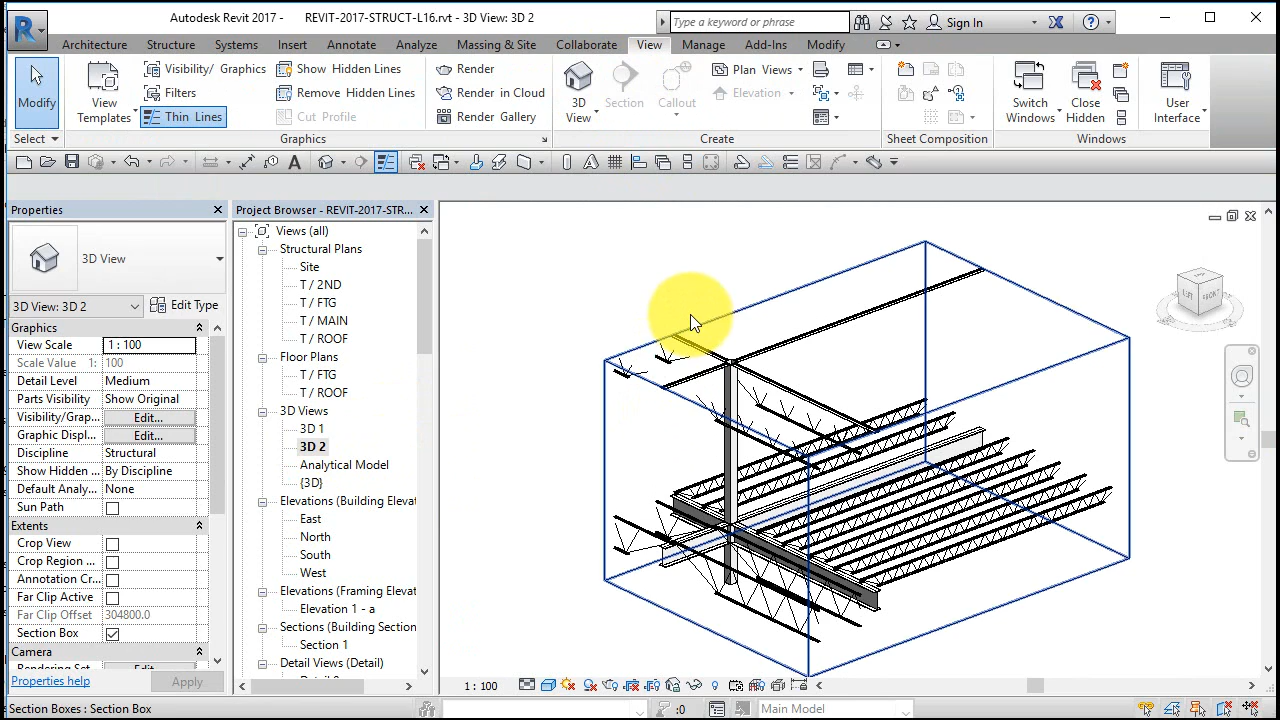 Autodesk Revit 2017 - REVIT-2017-STRUCT-L16.rvt - 3D View: 3D 2
Type a keyword or phrase
Sign In
Architecture Structure Systems Insert Annotate Analyze Massing & Site Collaborate View Manage Add-Ins Modify
Modify
View
Templates
Visibility/ Graphics
Filters
Thin Lines
Show Hidden Lines
Remove Hidden Lines
Cut Profile
Render
Render in Cloud
Render Gallery
3D
View
Section
Callout
Plan Views
Elevation
Switch
Windows
Close
Hidden
User
Interface
Select Graphics Create Sheet Composition Windows
Properties
3D View
3D View: 3D 2
Edit Type
Graphics
View Scale 1 : 100
Scale Value 1: 100
Detail Level Medium
Parts Visibility Show Original
Visibility/Grap... Edit...
Graphic Displ... Edit...
Discipline Structural
Show Hidden ... By Discipline
Default Analy... None
Sun Path
Extents
Crop View
Crop Region ...
Annotation Cr...
Far Clip Active
Far Clip Offset 304800.0
Section Box
Camera
Rendering Set... Edit...
Properties help
Apply
Project Browser - REVIT-2017-STR...
Views (all)
Structural Plans
Site
T / 2ND
T / FTG
T / MAIN
T / ROOF
Floor Plans
T / FTG
T / ROOF
3D Views
3D 1
3D 2
Analytical Model
{3D}
Elevations (Building Elevat
East
North
South
West
Elevations (Framing Elevat
Elevation 1 - a
Sections (Building Section
Section 1
Detail Views (Detail)
FRONT
1 : 100
Section Boxes : Section Box
:0
Main Model